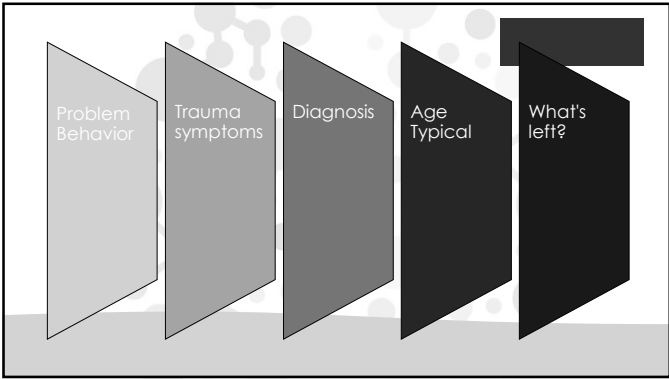 Problem
Behavior
Trauma
symptoms
Diagnosis
Age
Typical
What's
left?